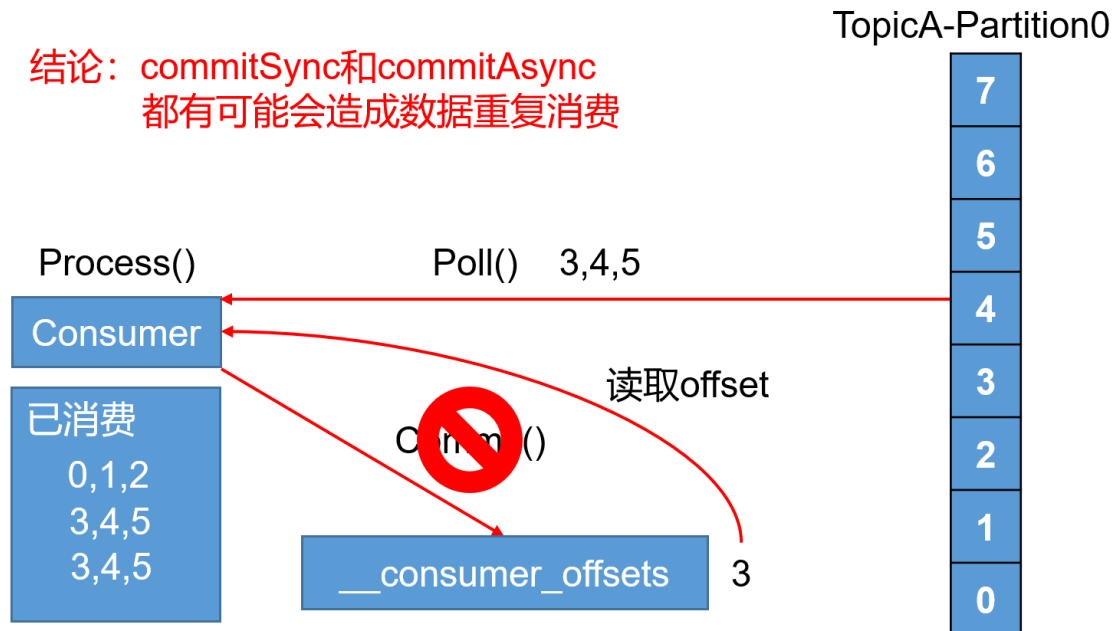 TopicA-Partition0
结论：commitSync和commitAsync
都有可能会造成数据重复消费
7
6
5
4
3
2
1
0
Process()
Poll() 3,4,5
Consumer
读取offset
已消费
0,1,2
3,4,5
3,4,5
__consumer_offsets
3